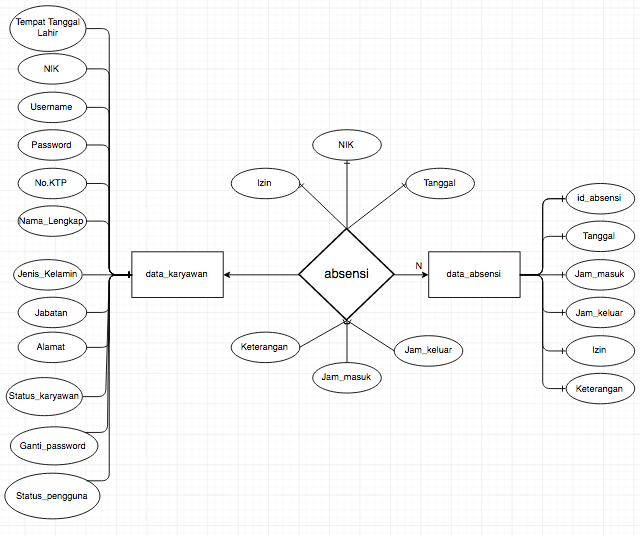 Tempat Tanggal
Lahir
NIK
Username
Password
No.KTP
Nama_Lengkap
Jenis_Kelamin
Jabatan
Alamat
Status_karyawan
Ganti_password
Status_pengguna
data_karyawan
NIK
Izin
Tanggal
absensi
Keterangan
Jam_masuk
Jam_keluar
N
data_absensi
id_absensi
Tanggal
Jam_masuk
Jam_keluar
Izin
Keterangan